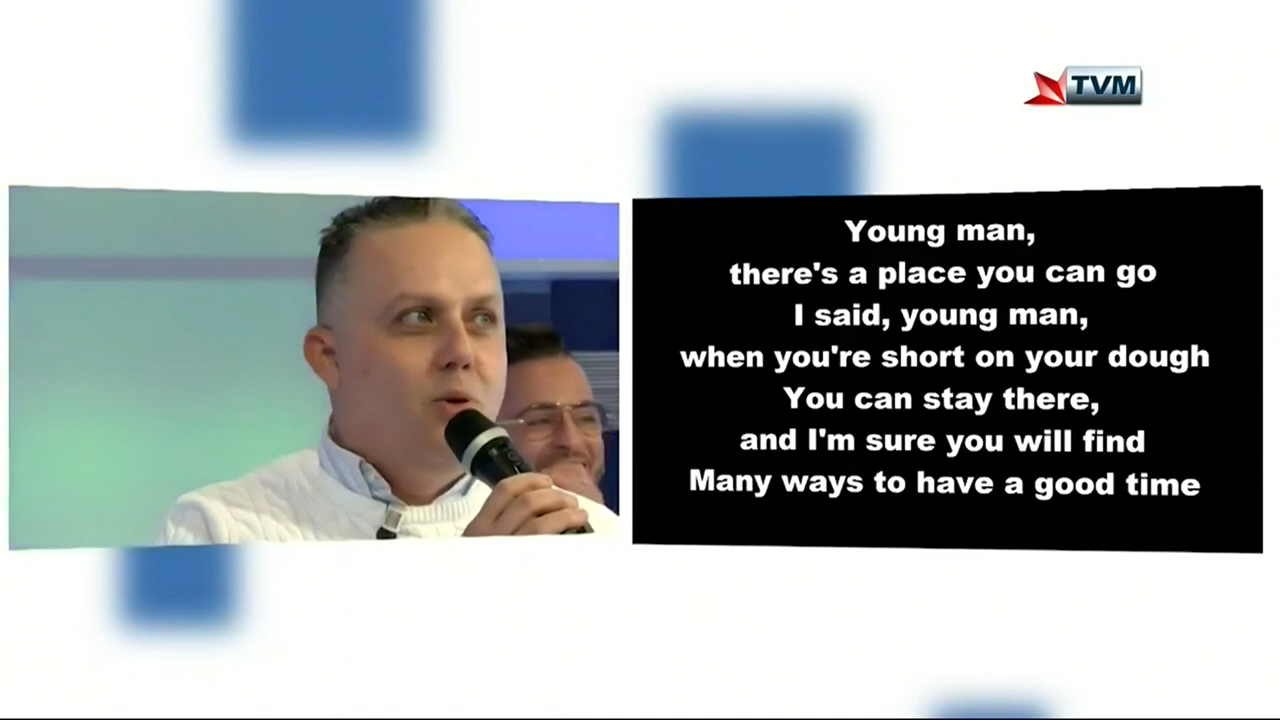 TVM
Young man,
there's a place you can go
I said, young man,
when you're short on your dough
You can stay there,
and I'm sure you will find
Many ways to have a good time